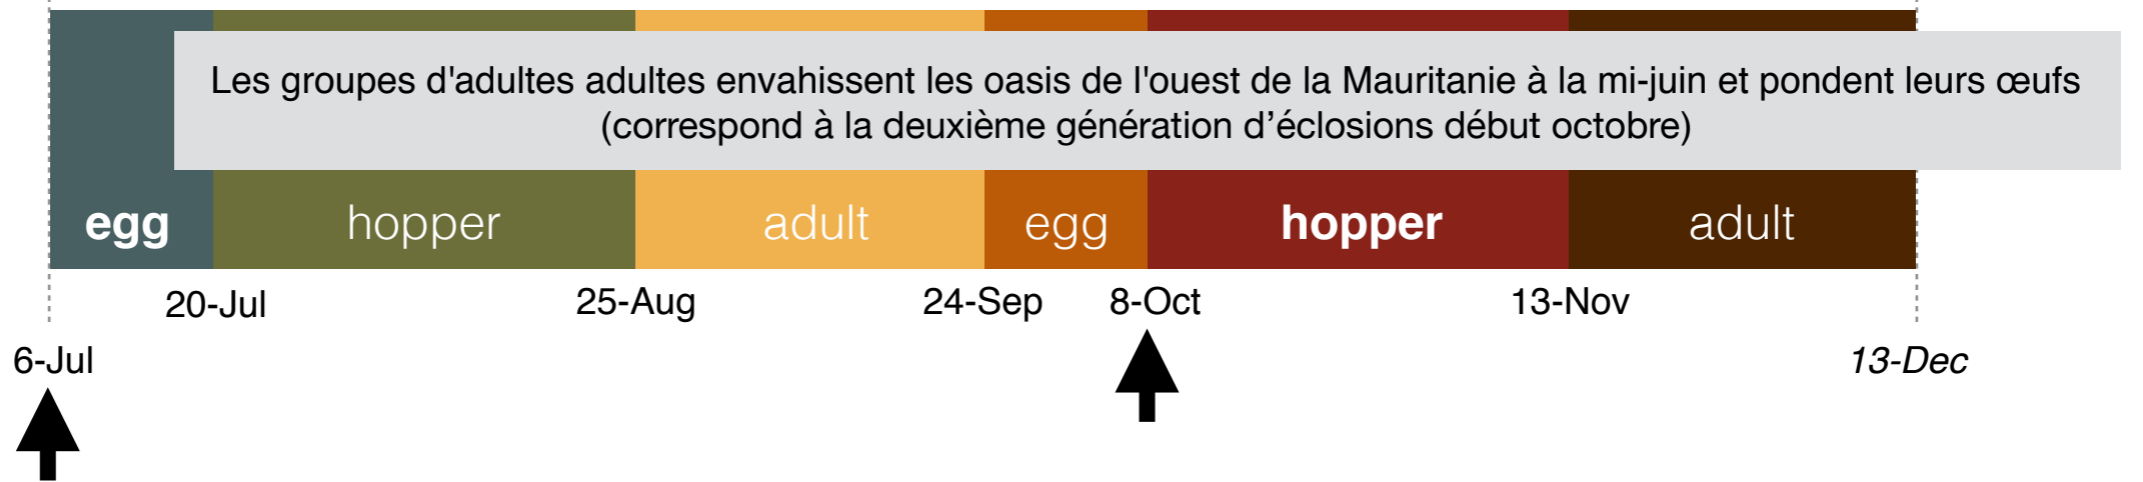 Les groupes d'adultes adultes envahissent les oasis de l'ouest de la Mauritanie à la mi-juin et pondent leurs œufs
(correspond à la deuxième génération d’éclosions début octobre)
egg hopper adult egg hopper adult
20-Jul 25-Aug 24-Sep 8-Oct 13-Nov
6-Jul 13-Dec